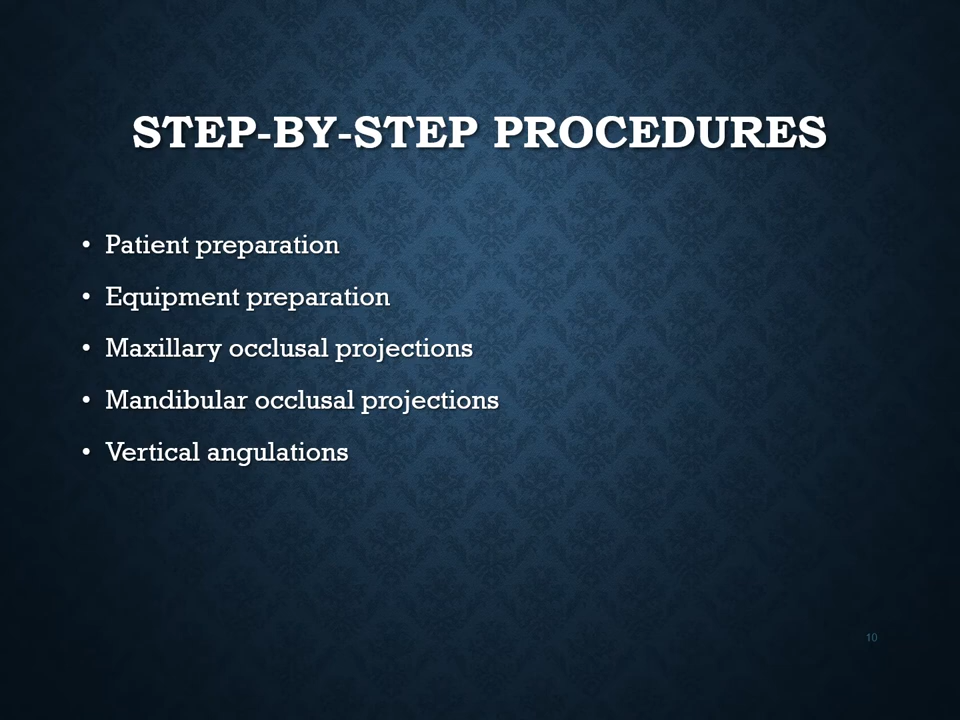 STEP-BY-STEP PROCEDURES
• Patient preparation
• Equipment preparation
• Maxillary occlusal projections
• Mandibular occlusal projections
• Vertical angulations
10